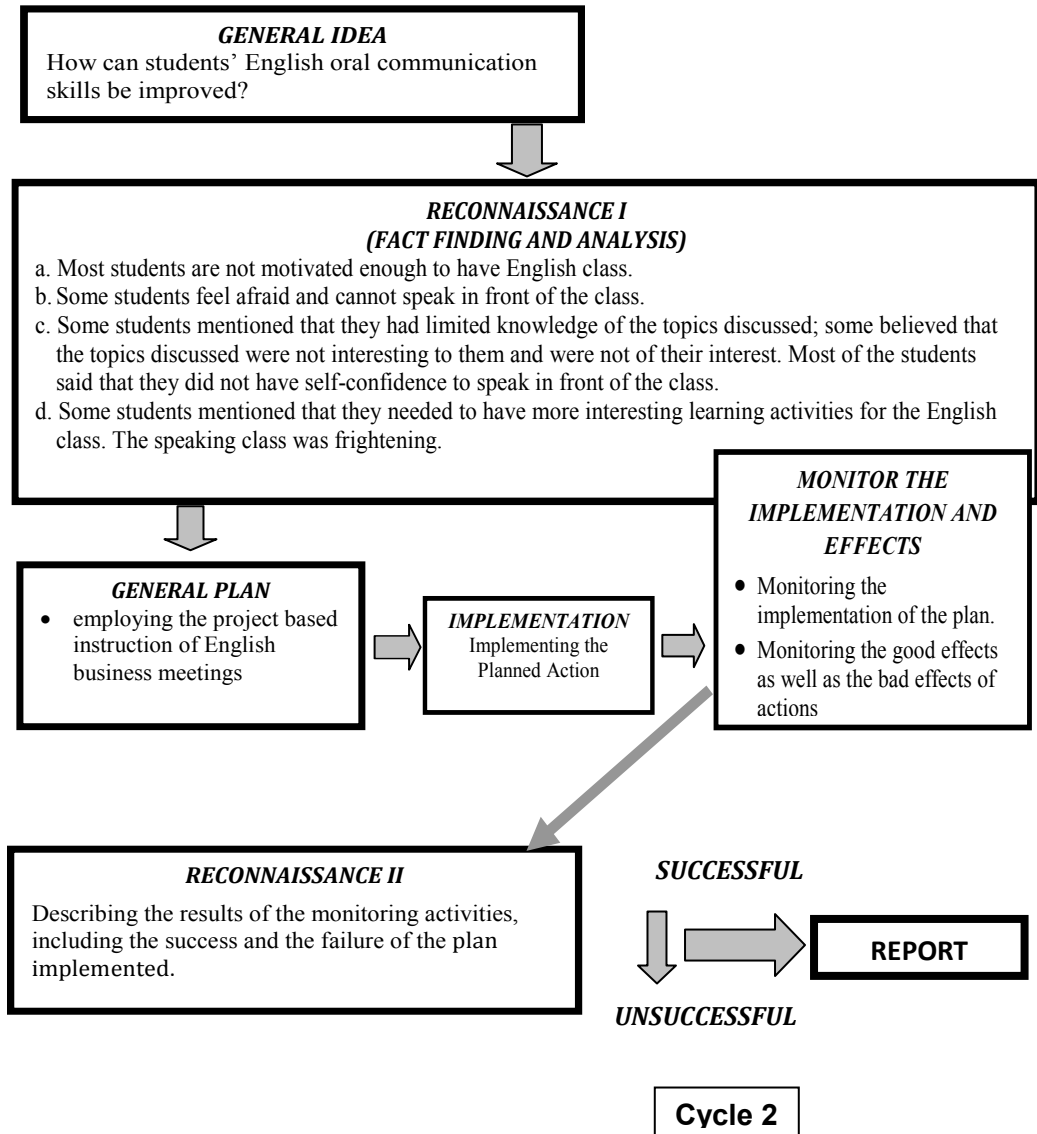 GENERAL IDEA
How can students’ English oral communication
skills be improved?
RECONNAISSANCE I
(FACT FINDING AND ANALYSIS)
a. Most students are not motivated enough to have English class.
b. Some students feel afraid and cannot speak in front of the class.
c. Some students mentioned that they had limited knowledge of the topics discussed; some believed that
the topics discussed were not interesting to them and were not of their interest. Most of the students
said that they did not have self-confidence to speak in front of the class.
d. Some students mentioned that they needed to have more interesting learning activities for the English
class. The speaking class was frightening.
GENERAL PLAN
• employing the project based
instruction of English
business meetings
IMPLEMENTATION
Implementing the
Planned Action
MONITOR THE
IMPLEMENTATION AND
EFFECTS
• Monitoring the
implementation of the plan.
• Monitoring the good effects
as well as the bad effects of
actions
RECONNAISSANCE II
Describing the results of the monitoring activities,
including the success and the failure of the plan
implemented.
SUCCESSFUL
REPORT
UNSUCCESSFUL
Cycle 2